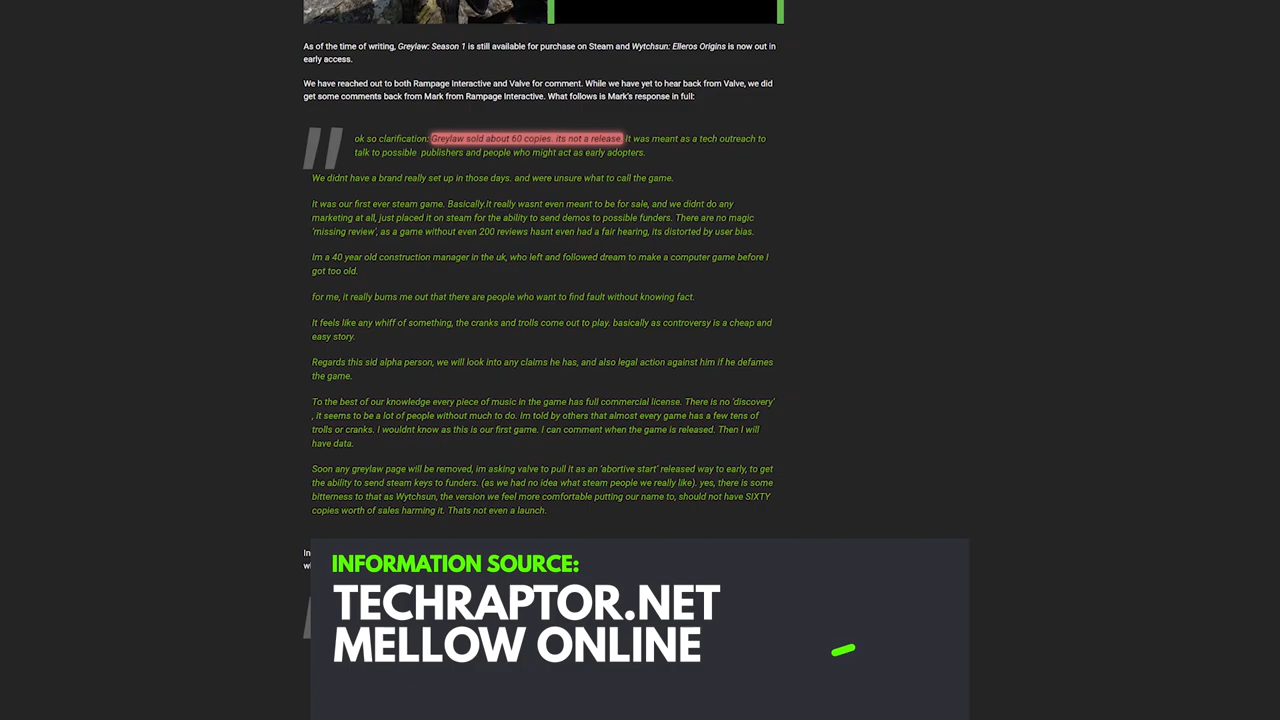 As of the time of writing, Greylaw: Season 1 is still available for purchase on Steam and Wytchsun: Elleros Origins is now out in
early access.
We have reached out to both Rampage Interactive and Valve for comment. While we have yet to hear back from Valve, we did
get some comments back from Mark from Rampage Interactive. What follows is Mark's response in full:
ok so clarification: Greylaw sold about 60 copies. its not a release. It was meant as a tech outreach to
talk to possible publishers and people who might act as early adopters.
We didnt have a brand really set up in those days. and were unsure what to call the game.
It was our first ever steam game. Basically.It really wasnt even meant to be for sale, and we didnt do any
marketing at all, just placed it on steam for the ability to send demos to possible funders. There are no magic
'missing review', as a game without even 200 reviews hasnt even had a fair hearing, its distorted by user bias.
Im a 40 year old construction manager in the uk, who left and followed dream to make a computer game before I
got too old.
for me, it really bums me out that there are people who want to find fault without knowing fact.
It feels like any whiff of something, the cranks and trolls come out to play. basically as controversy is a cheap and
easy story.
Regards this sid alpha person, we will look into any claims he has, and also legal action against him if he defames
the game.
To the best of our knowledge every piece of music in the game has full commercial license. There is no 'discovery'
, it seems to be a lot of people without much to do. Im told by others that almost every game has a few tens of
trolls or cranks. I wouldnt know as this is our first game. I can comment when the game is released. Then I will
have data.
Soon any greylaw page will be removed, im asking valve to pull it as an 'abortive start' released way to early, to get
the ability to send steam keys to funders. (as we had no idea what steam people we really like). yes, there is some
bitterness to that as Wytchsun, the version we feel more comfortable putting our name to, should not have SIXTY
copies worth of sales harming it. Thats not even a launch.
In
INFORMATION SOURCE:
TECHRAPTOR.NET
MELLOW ONLINE